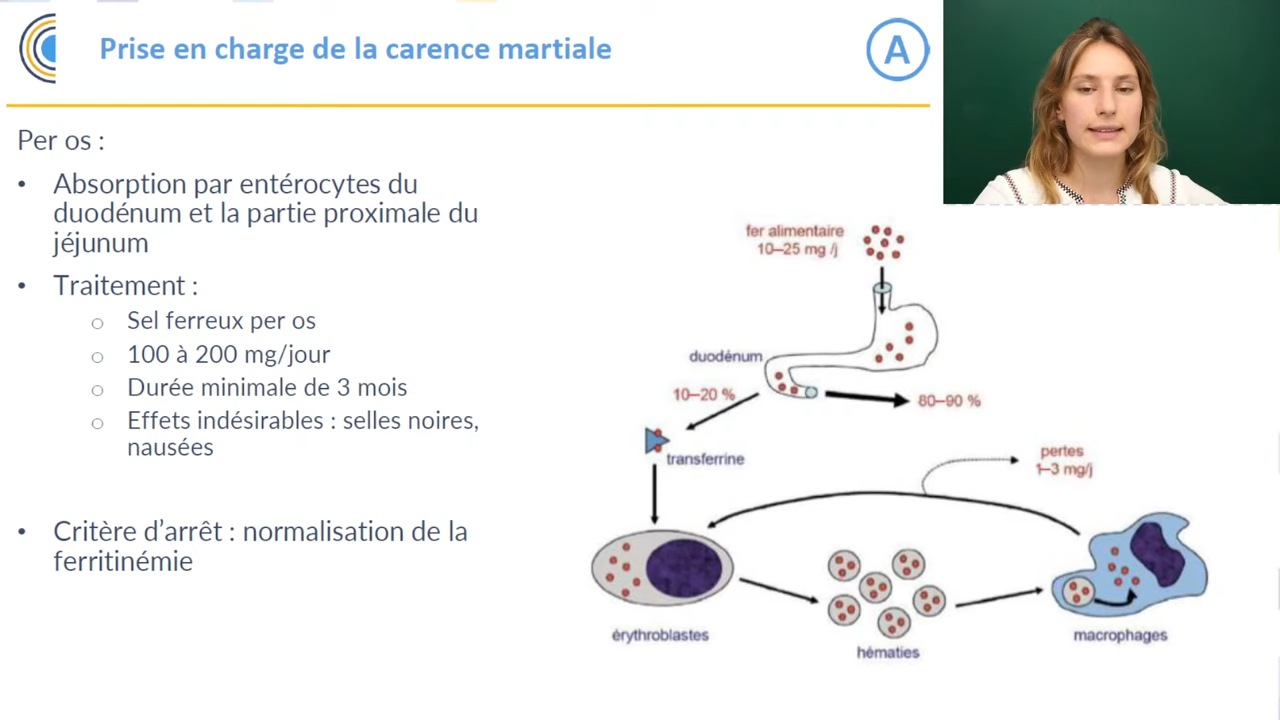 Prise en charge de la carence martiale
A
Per os :
• Absorption par entérocytes du
duodénum et la partie proximale du
jéjunum
• Traitement :
o Sel ferreux per os
o 100 à 200 mg/jour
o Durée minimale de 3 mois
o Effets indésirables : selles noires,
nausées
• Critère d’arrêt : normalisation de la
ferritinémie
fer alimentaire
10–25 mg /j
duodénum
10–20 %
80–90 %
transferrine
pertes
1–3 mg/j
érythroblastes
hématies
macrophages